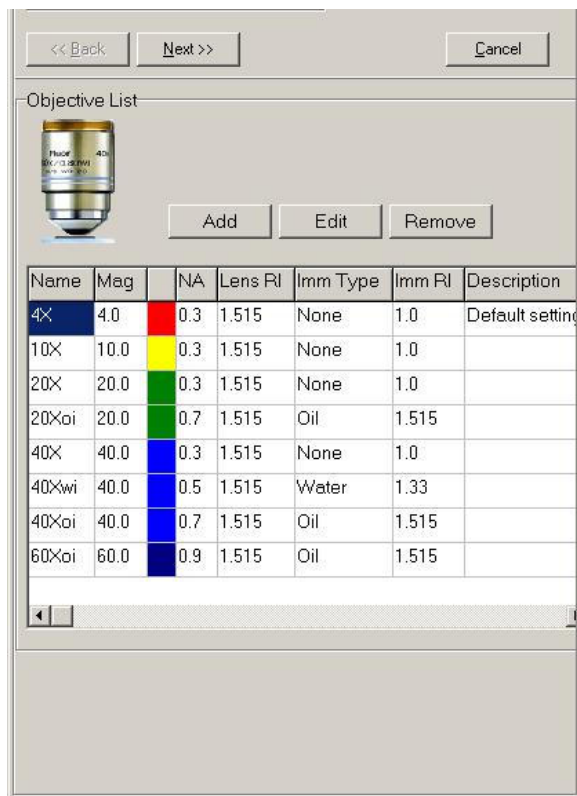 << Back Next >> Cancel
Objective List
Fluor 40x
Add Edit Remove
Name Mag NA Lens RI Imm Type Imm RI Description
4X 4.0 0.3 1.515 None 1.0 Default setting
10X 10.0 0.3 1.515 None 1.0
20X 20.0 0.3 1.515 None 1.0
20Xoi 20.0 0.7 1.515 Oil 1.515
40X 40.0 0.3 1.515 None 1.0
40Xwi 40.0 0.5 1.515 Water 1.33
40Xoi 40.0 0.7 1.515 Oil 1.515
60Xoi 60.0 0.9 1.515 Oil 1.515